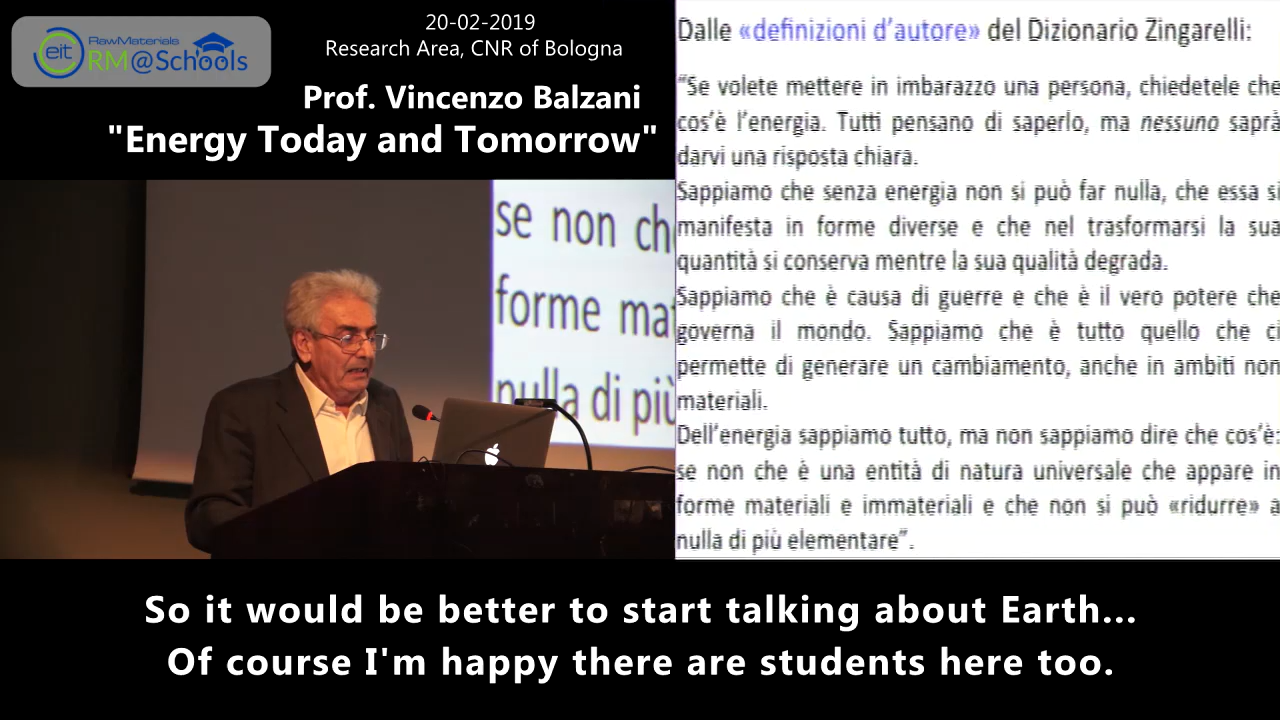 eit RawMaterials
RM@Schools
20-02-2019
Research Area, CNR of Bologna
Prof. Vincenzo Balzani
"Energy Today and Tomorrow"
se non
forme
nulla di più
Dalle «definizioni d’autore» del Dizionario Zingarelli:
“Se volete mettere in imbarazzo una persona, chiedetele che
cos’è l’energia. Tutti pensano di saperlo, ma nessuno saprà
darvi una risposta chiara.
Sappiamo che senza energia non si può far nulla, che essa si
manifesta in forme diverse e che nel trasformarsi la sua
quantità si conserva mentre la sua qualità degrada.
Sappiamo che è causa di guerre e che è il vero potere che
governa il mondo. Sappiamo che è tutto quello che ci
permette di generare un cambiamento, anche in ambiti non
materiali.
Dell’energia sappiamo tutto, ma non sappiamo dire che cos’è:
se non che è una entità di natura universale che appare in
forme materiali e immateriali e che non si può «ridurre» a
nulla di più elementare”.
So it would be better to start talking about Earth...
Of course I'm happy there are students here too.